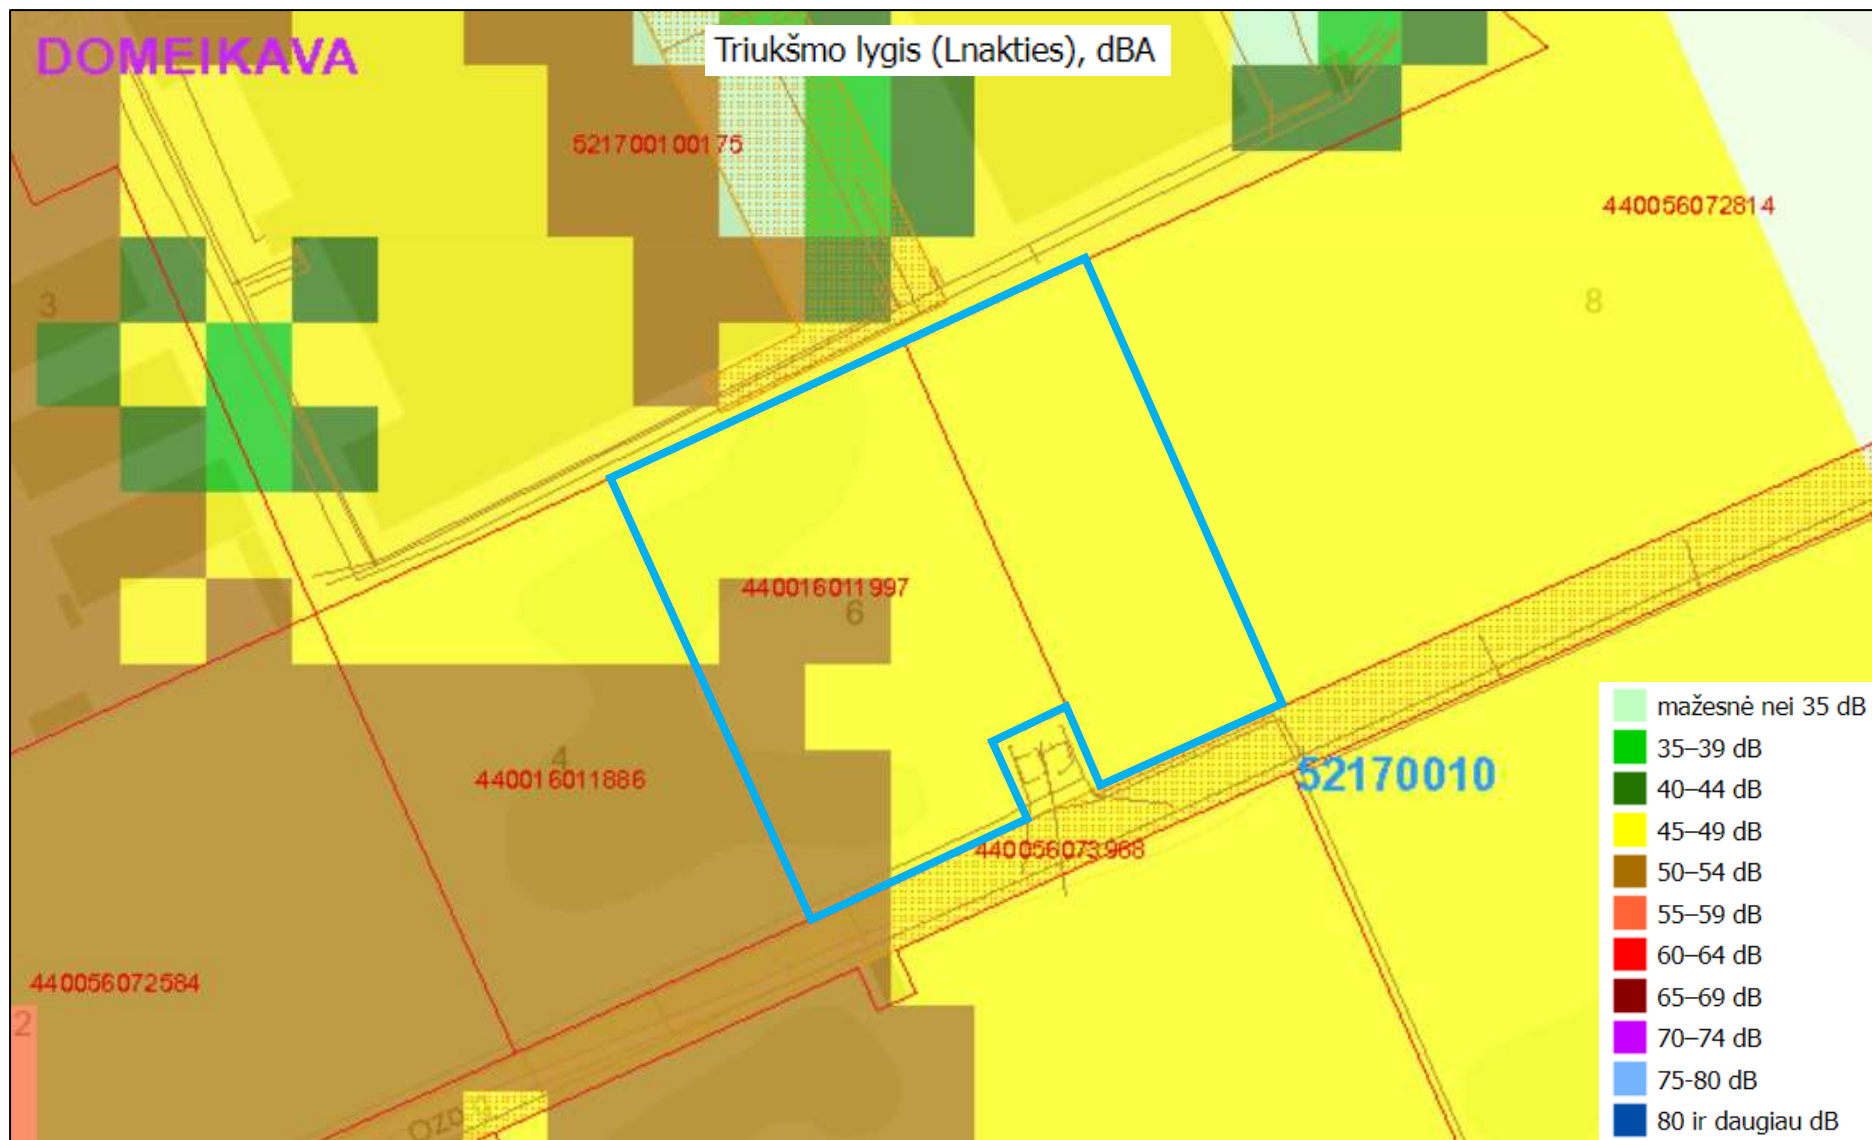 DOMEIKAVA
Triukšmo lygis (Lnakties), dBA
521700100175
440056072814
3
8
440016011997
6
4
440016011886
52170010
440056073988
440056072584
2
Ozo g.
mažesnė nei 35 dB
35–39 dB
40–44 dB
45–49 dB
50–54 dB
55–59 dB
60–64 dB
65–69 dB
70–74 dB
75-80 dB
80 ir daugiau dB